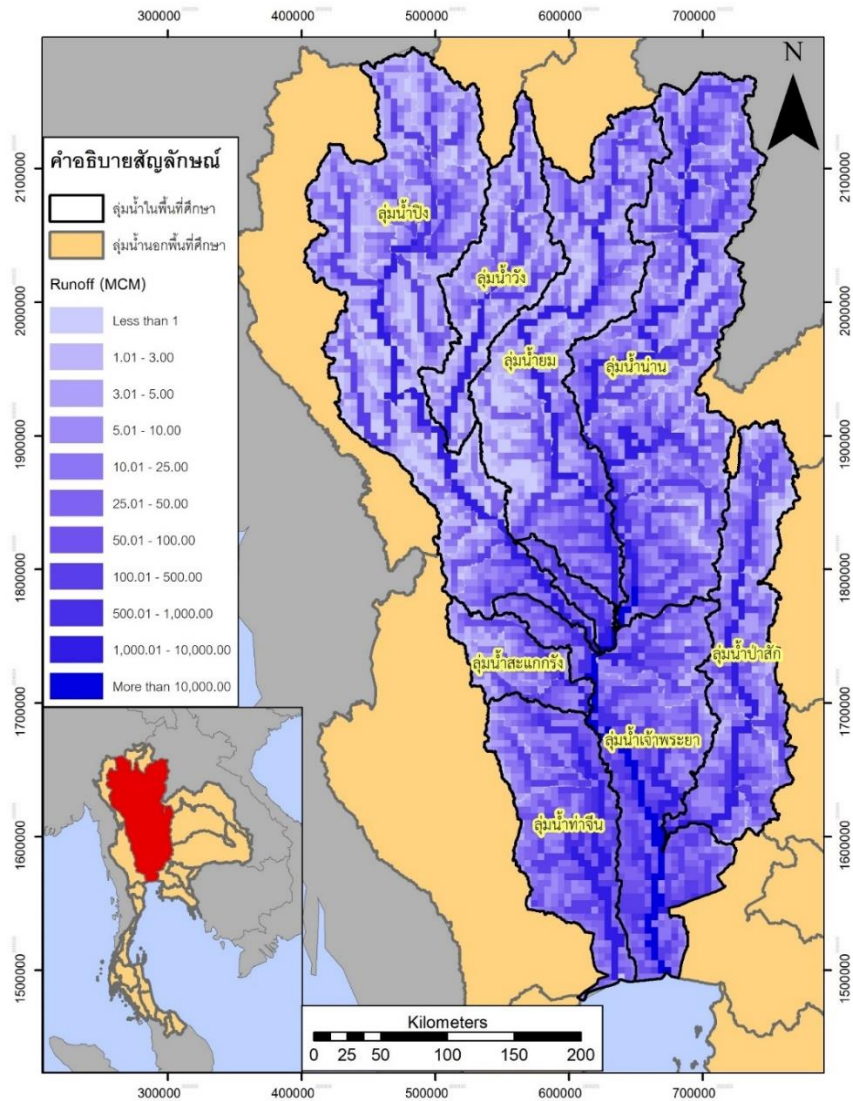 300000 400000 500000 600000 700000
N
คำอธิบายสัญลักษณ์
ลุ่มน้ำในพื้นที่ศึกษา
ลุ่มน้ำนอกพื้นที่ศึกษา
Runoff (MCM)
Less than 1
1.01 - 3.00
3.01 - 5.00
5.01 - 10.00
10.01 - 25.00
25.01 - 50.00
50.01 - 100.00
100.01 - 500.00
500.01 - 1,000.00
1,000.01 - 10,000.00
More than 10,000.00
ลุ่มน้ำปิง
ลุ่มน้ำวัง
ลุ่มน้ำยม
ลุ่มน้ำน่าน
ลุ่มน้ำสะแกกรัง
ลุ่มน้ำป่าสัก
ลุ่มน้ำเจ้าพระยา
ลุ่มน้ำท่าจีน
2100000
2000000
1900000
1800000
1700000
1600000
1500000
2100000
2000000
1900000
1800000
1700000
1600000
1500000
Kilometers
0 25 50 100 150 200
300000 400000 500000 600000 700000